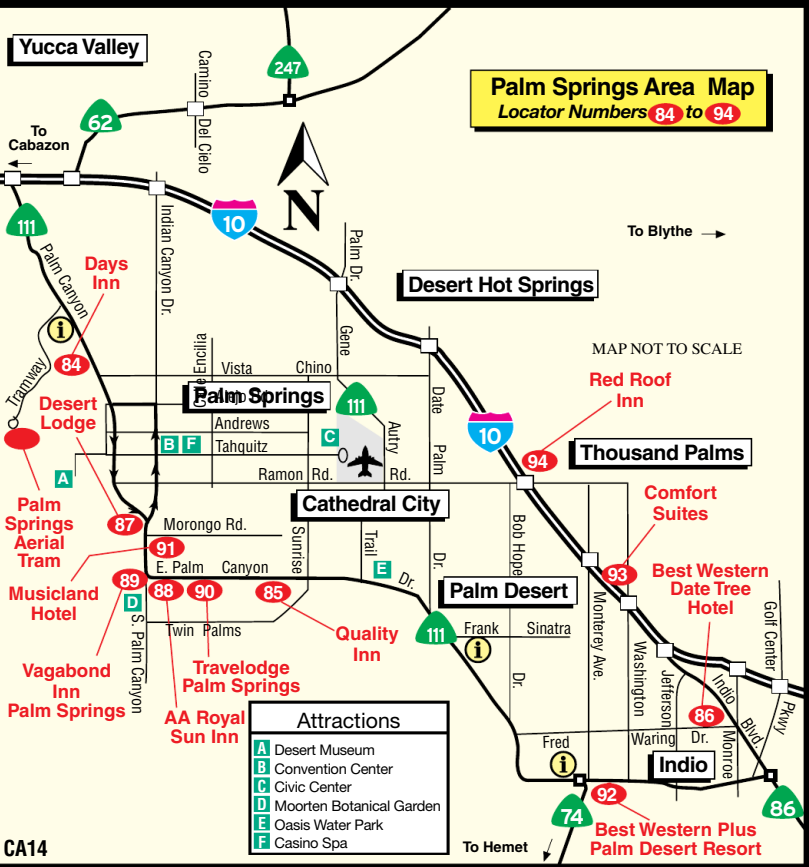 Yucca Valley
247
Camino
Del Cielo
62
Palm Springs Area Map
Locator Numbers 84 to 94
To
Cabazon
N
111
10
Indian Canyon Dr.
Palm Canyon
Palm Dr.
To Blythe
Days
Inn
Desert Hot Springs
i
84
Tramway
Gene
Autry
Trail
MAP NOT TO SCALE
Red Roof
Inn
Vista Chino
Palm Springs
111
Date
Palm
Dr.
10
Desert
Lodge
Andrews
B F
Tahquitz
C
A
Ramon Rd.
Rd.
94
Thousand Palms
Palm
Springs
Aerial
Tram
87
Cathedral City
Comfort
Suites
Morongo Rd.
Sunrise
Bob Hope
Dr.
91
Musicland
Hotel
E. Palm Canyon
Dr.
E
93
Best Western
Date Tree
Hotel
89
88
90
85
D
Palm Desert
Monterey Ave.
Washington
Golf Center
Pkwy
S. Palm Canyon
Twin Palms
Quality
Inn
111
Frank Sinatra
i
Vagabond
Inn
Palm Springs
Travelodge
Palm Springs
AA Royal
Sun Inn
Jefferson
Indio
Blvd.
86
Monroe
Fred
Waring Dr.
i
Indio
92
74
86
Best Western Plus
Palm Desert Resort
To Hemet
Attractions
A Desert Museum
B Convention Center
C Civic Center
D Moorten Botanical Garden
E Oasis Water Park
F Casino Spa
CA14